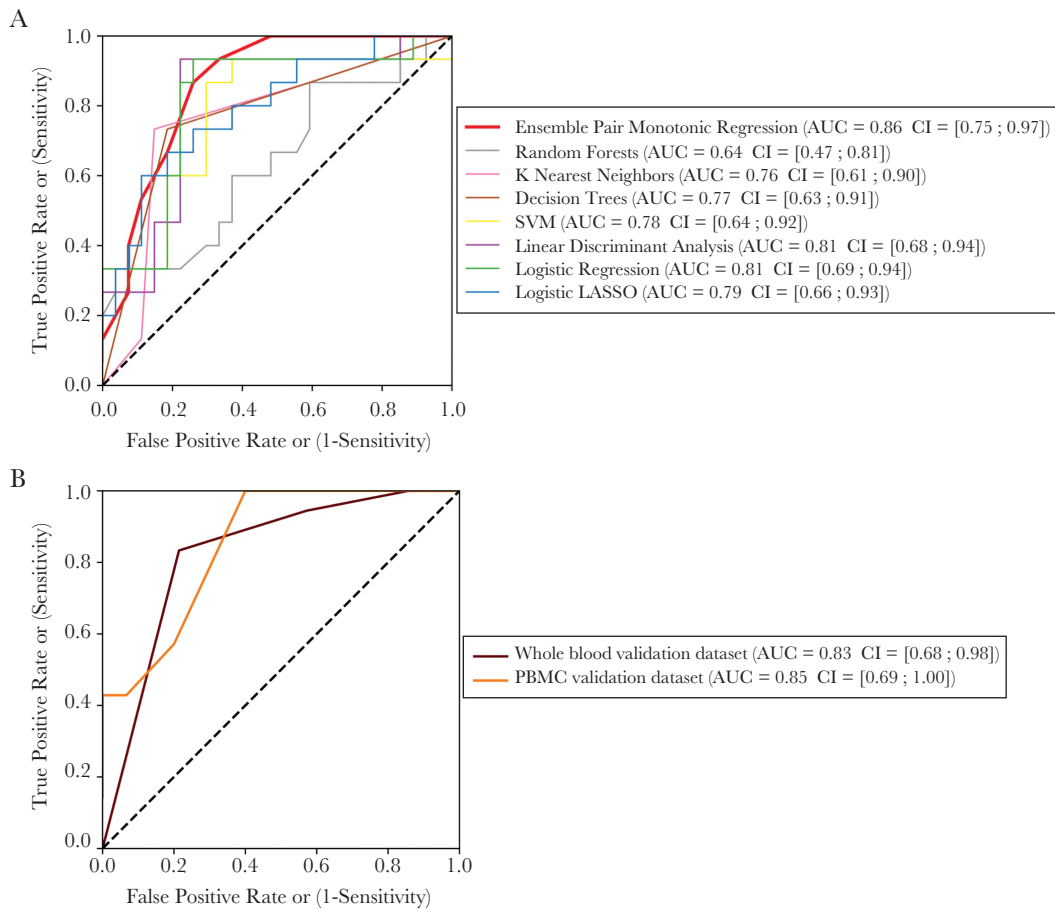 A
1.0
0.8
0.6
0.4
0.2
0.0
True Positive Rate or (Sensitivity)
0.0 0.2 0.4 0.6 0.8 1.0
False Positive Rate or (1-Sensitivity)
Ensemble Pair Monotonic Regression (AUC = 0.86 CI = [0.75 ; 0.97])
Random Forests (AUC = 0.64 CI = [0.47 ; 0.81])
K Nearest Neighbors (AUC = 0.76 CI = [0.61 ; 0.90])
Decision Trees (AUC = 0.77 CI = [0.63 ; 0.91])
SVM (AUC = 0.78 CI = [0.64 ; 0.92])
Linear Discriminant Analysis (AUC = 0.81 CI = [0.68 ; 0.94])
Logistic Regression (AUC = 0.81 CI = [0.69 ; 0.94])
Logistic LASSO (AUC = 0.79 CI = [0.66 ; 0.93])
B
1.0
0.8
0.6
0.4
0.2
0.0
True Positive Rate or (Sensitivity)
0.0 0.2 0.4 0.6 0.8 1.0
False Positive Rate or (1-Sensitivity)
Whole blood validation dataset (AUC = 0.83 CI = [0.68 ; 0.98])
PBMC validation dataset (AUC = 0.85 CI = [0.69 ; 1.00])